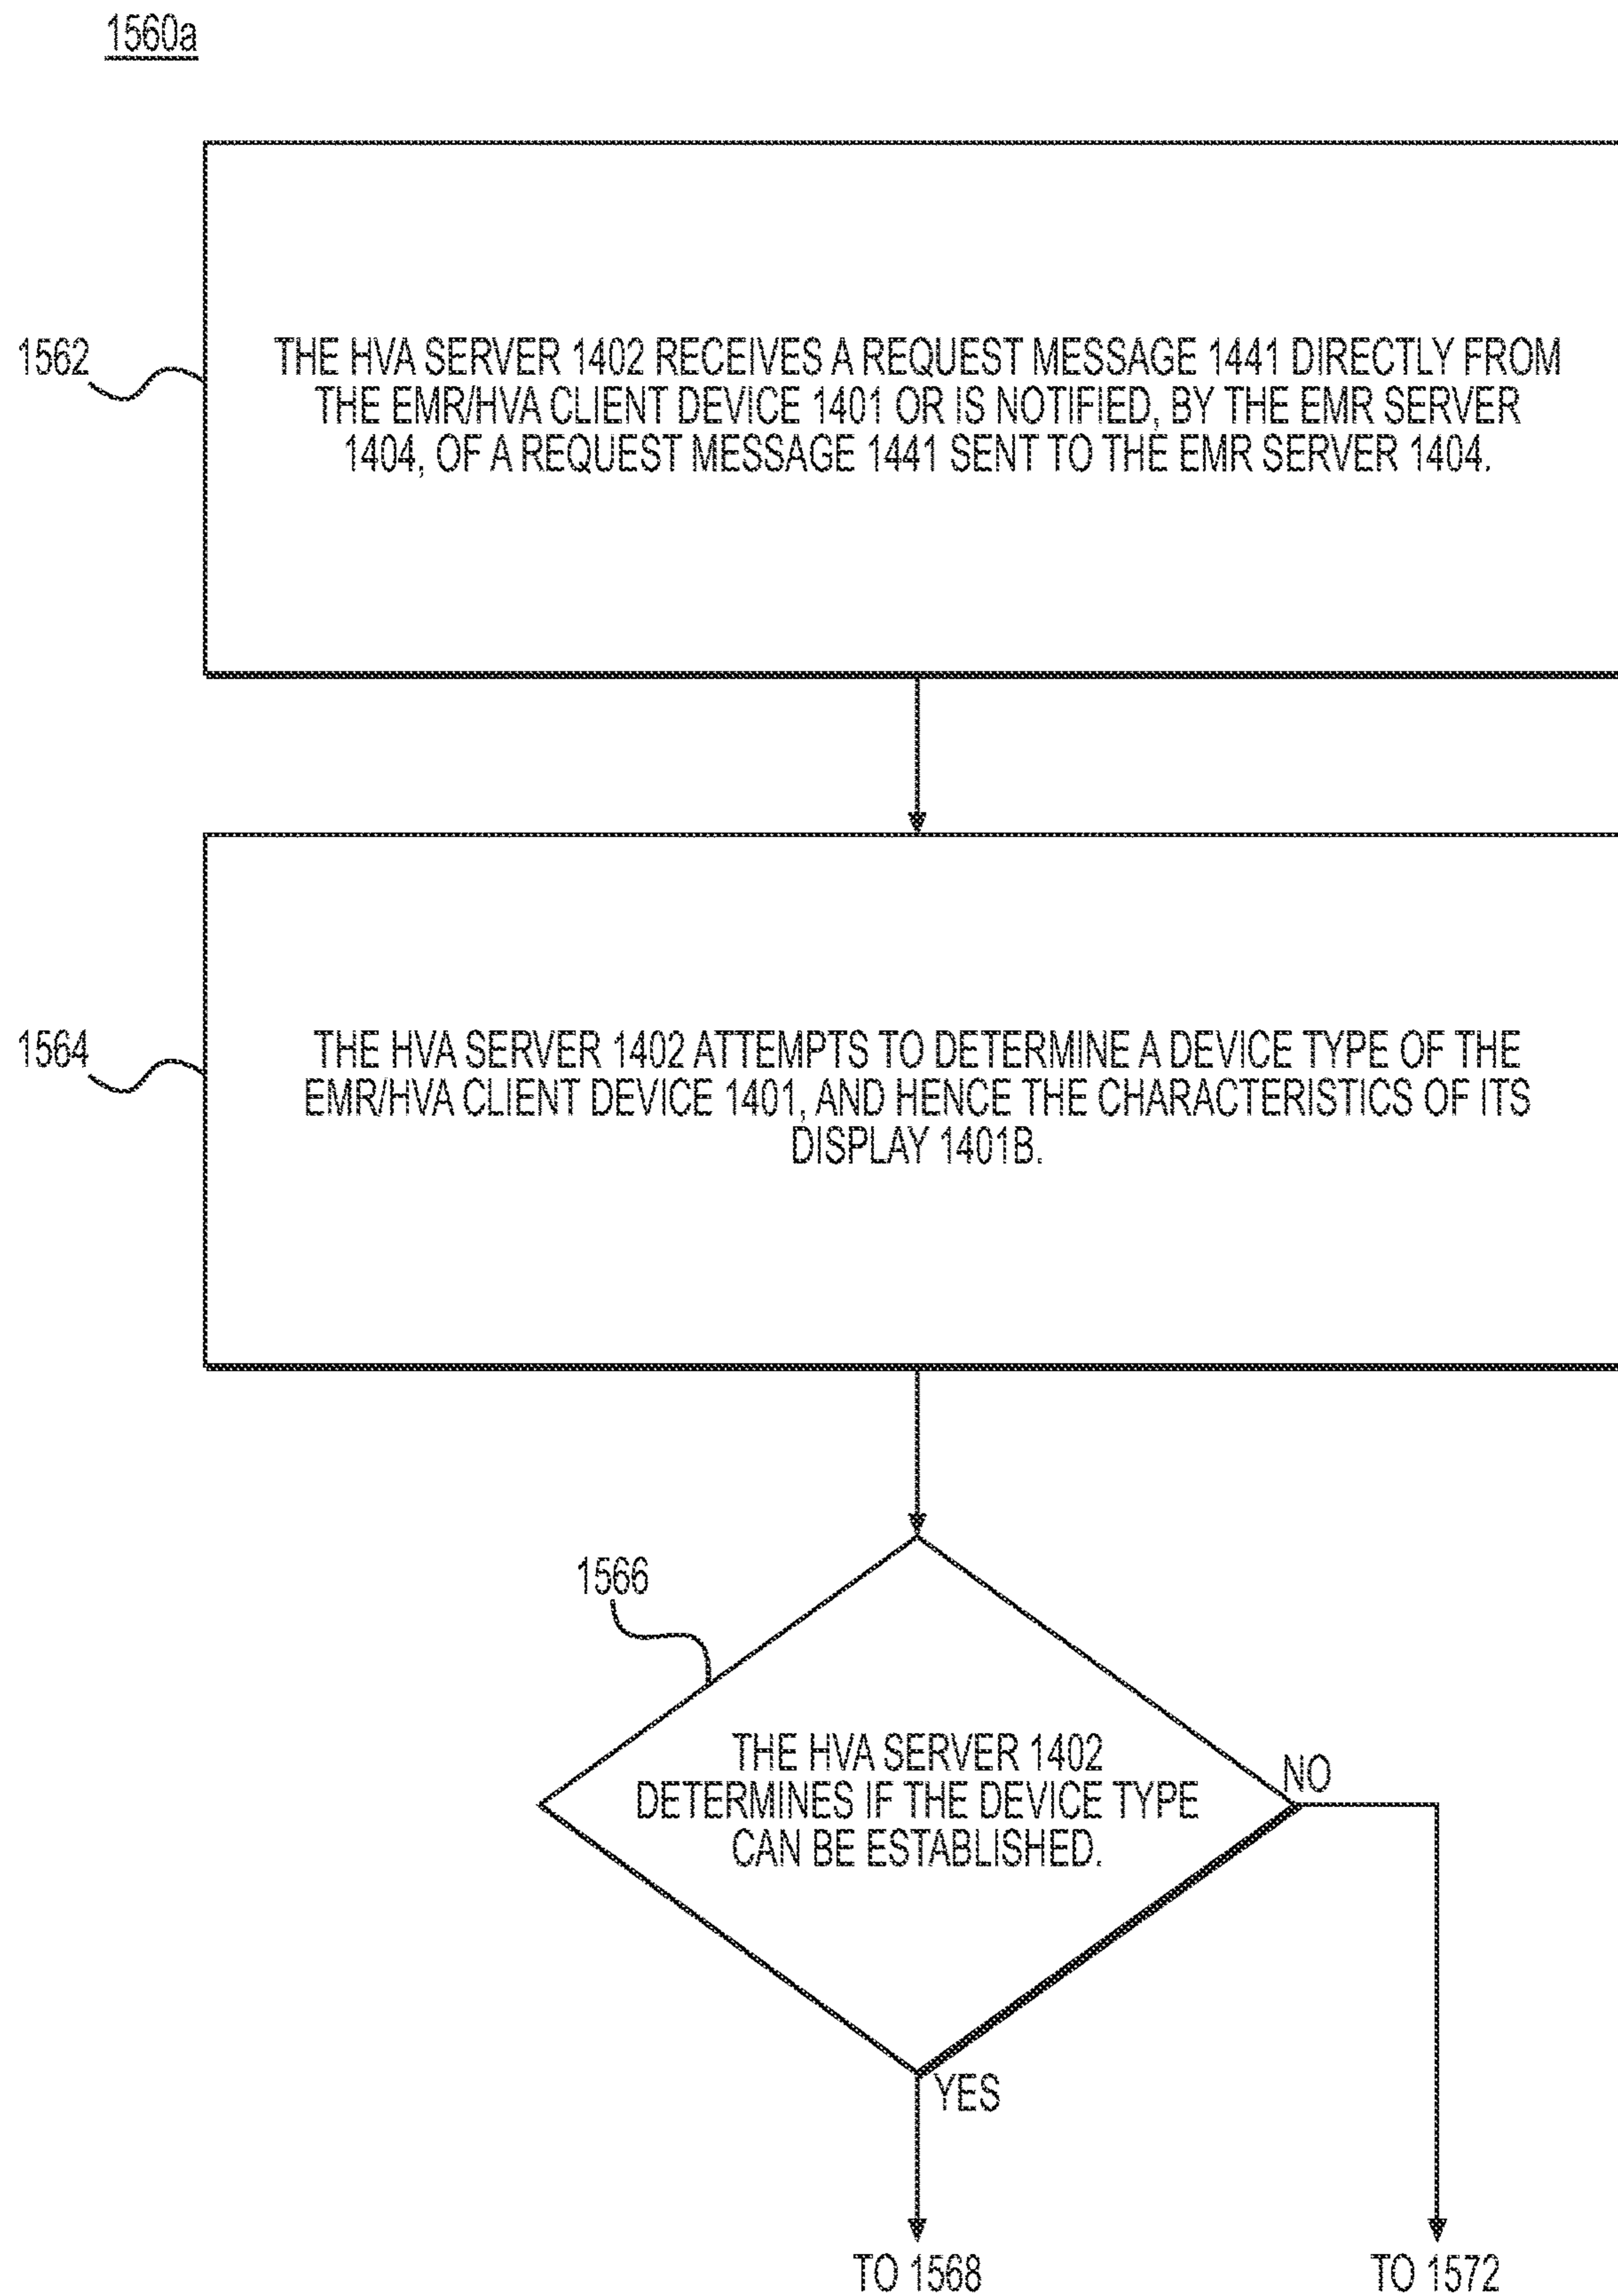 1560a
1562
THE HVA SERVER 1402 RECEIVES A REQUEST MESSAGE 1441 DIRECTLY FROM
THE EMR/HVA CLIENT DEVICE 1401 OR IS NOTIFIED, BY THE EMR SERVER
1404, OF A REQUEST MESSAGE 1441 SENT TO THE EMR SERVER 1404.
1564
THE HVA SERVER 1402 ATTEMPTS TO DETERMINE A DEVICE TYPE OF THE
EMR/HVA CLIENT DEVICE 1401, AND HENCE THE CHARACTERISTICS OF ITS
DISPLAY 1401B.
1566
THE HVA SERVER 1402
DETERMINES IF THE DEVICE TYPE
CAN BE ESTABLISHED.
NO
YES
TO 1568
TO 1572